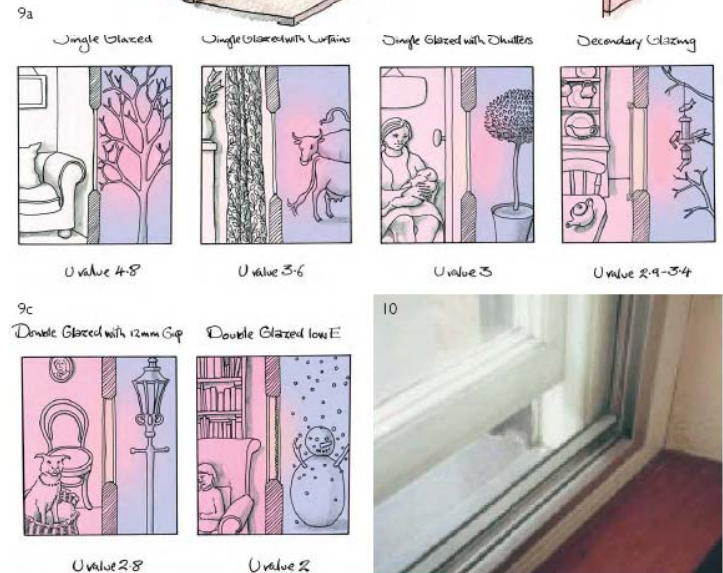 9a
Single Glazed
Single Glazed with Curtains
Single Glazed with Shutters
Secondary Glazing
U value 4.8
U value 3.6
U value 3
U value 2.9-3.4
9c
Double Glazed with 12mm Gap
Double Glazed low E
10
U value 2.8
U value 2